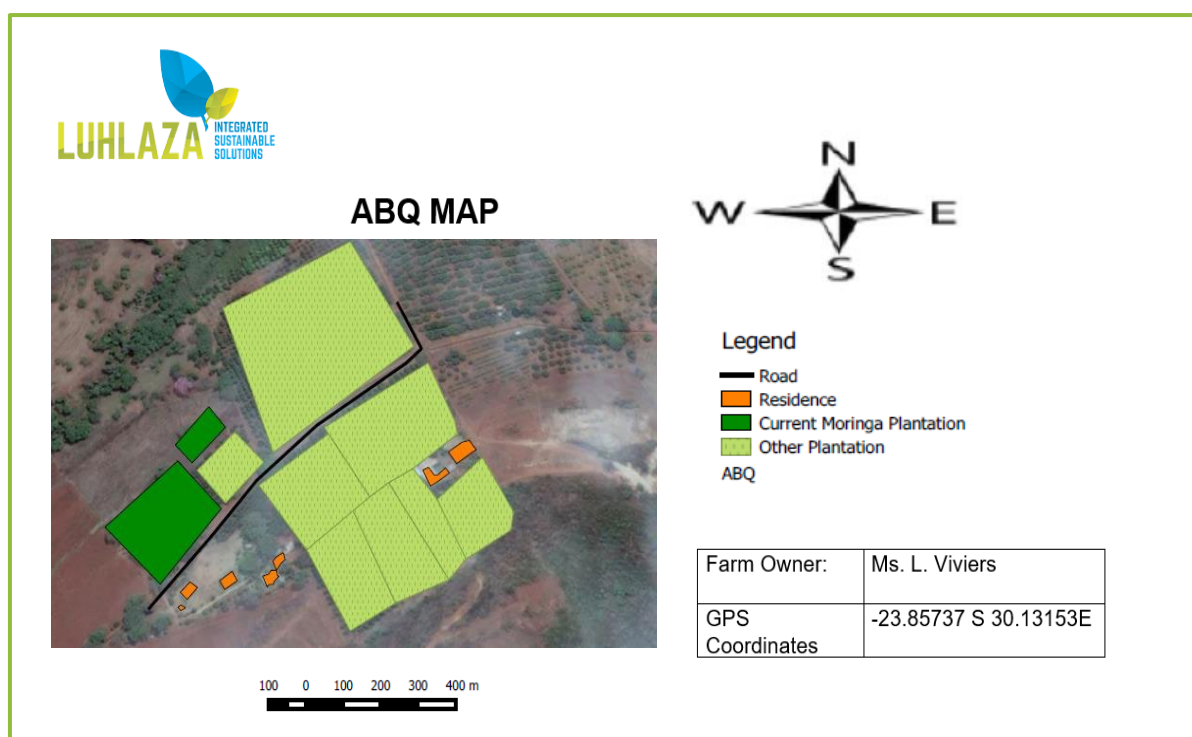 LUHLAZA
INTEGRATED
SUSTAINABLE
SOLUTIONS
ABQ MAP
N
W E
S
Legend
Road
Residence
Current Moringa Plantation
Other Plantation
ABQ
Farm Owner: Ms. L. Viviers
GPS -23.85737 S 30.13153E
Coordinates
100 0 100 200 300 400 m